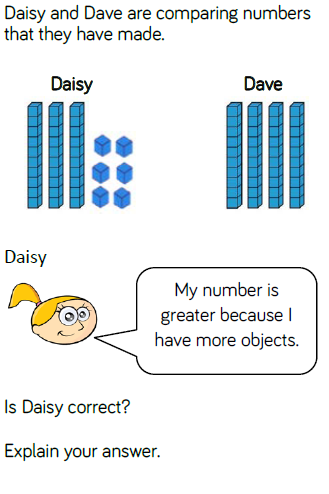 Daisy and Dave are comparing numbers
that they have made.
Daisy
Dave
Daisy
My number is
greater because I
have more objects.
Is Daisy correct?
Explain your answer.